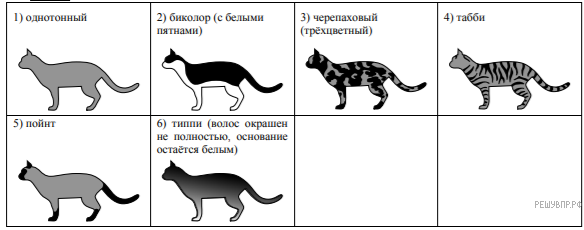 1) однотонный
2) биколор (с белыми
пятнами)
3) черепаховый
(трёхцветный)
4) табби
5) пойнт
6) типпи (волос окрашен
не полностью, основание
остаётся белым)
РЕШУВПР.РФ